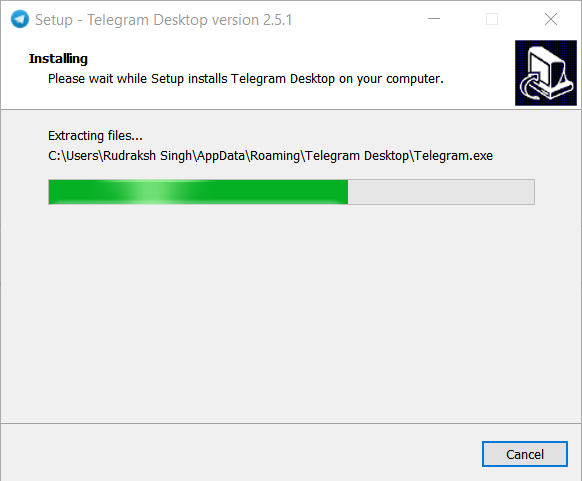 Setup - Telegram Desktop version 2.5.1
Installing
Please wait while Setup installs Telegram Desktop on your computer.
Extracting files...
C:\Users\Rudraksh Singh\AppData\Roaming\Telegram Desktop\Telegram.exe
Cancel